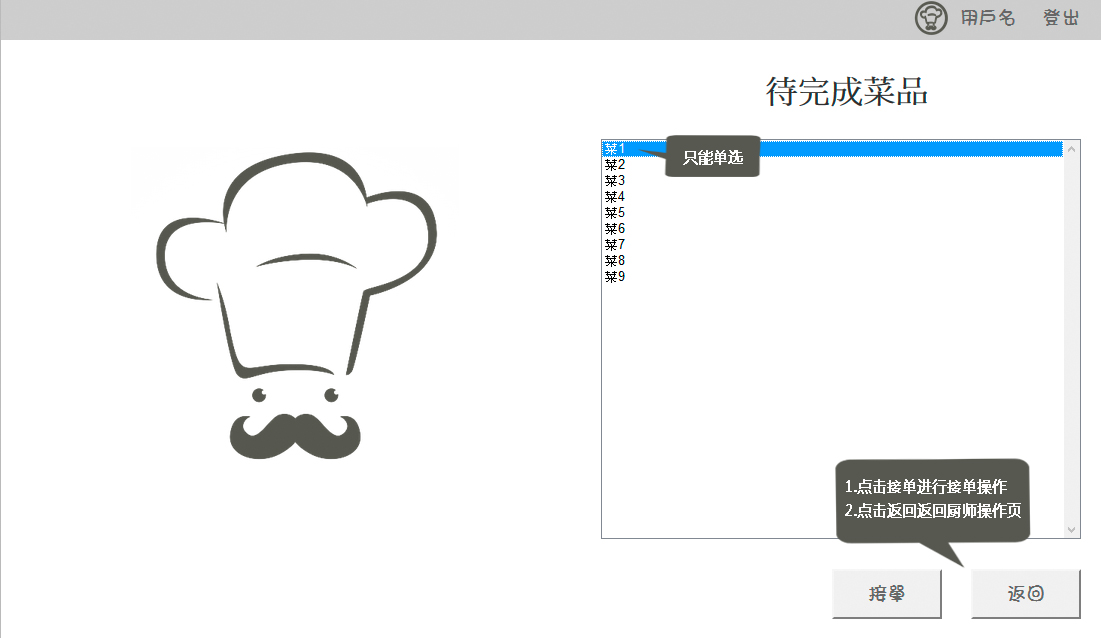 用戶名 登出
待完成菜品
菜1
只能单选
菜2
菜3
菜4
菜5
菜6
菜7
菜8
菜9
1.点击接单进行接单操作
2.点击返回返回厨师操作页
接單 返回